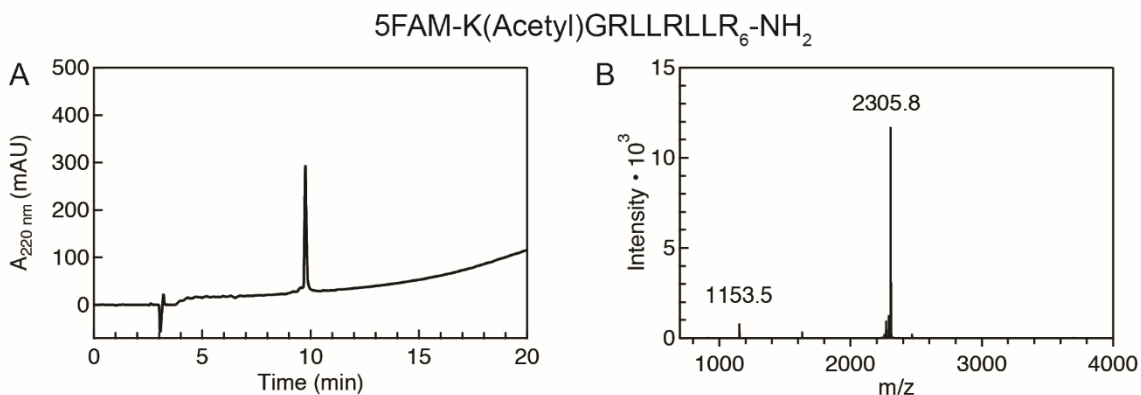 5FAM-K(Acetyl)GRLLRLLR₆-NH₂
A
500
400
300
200
100
0
A₂₂₀ ₙₘ (mAU)
0 5 10 15 20
Time (min)
B
15
10
5
0
Intensity • 10³
2305.8
1153.5
1000 2000 3000 4000
m/z